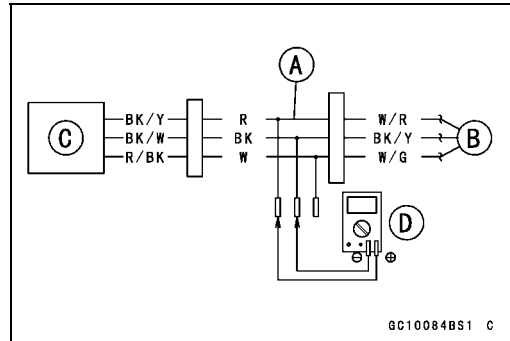 A
BK/Y R W/R
C BK/W BK BK/Y B
R/BK W W/G
D
⊖ ⊕
GC10084BS1 C